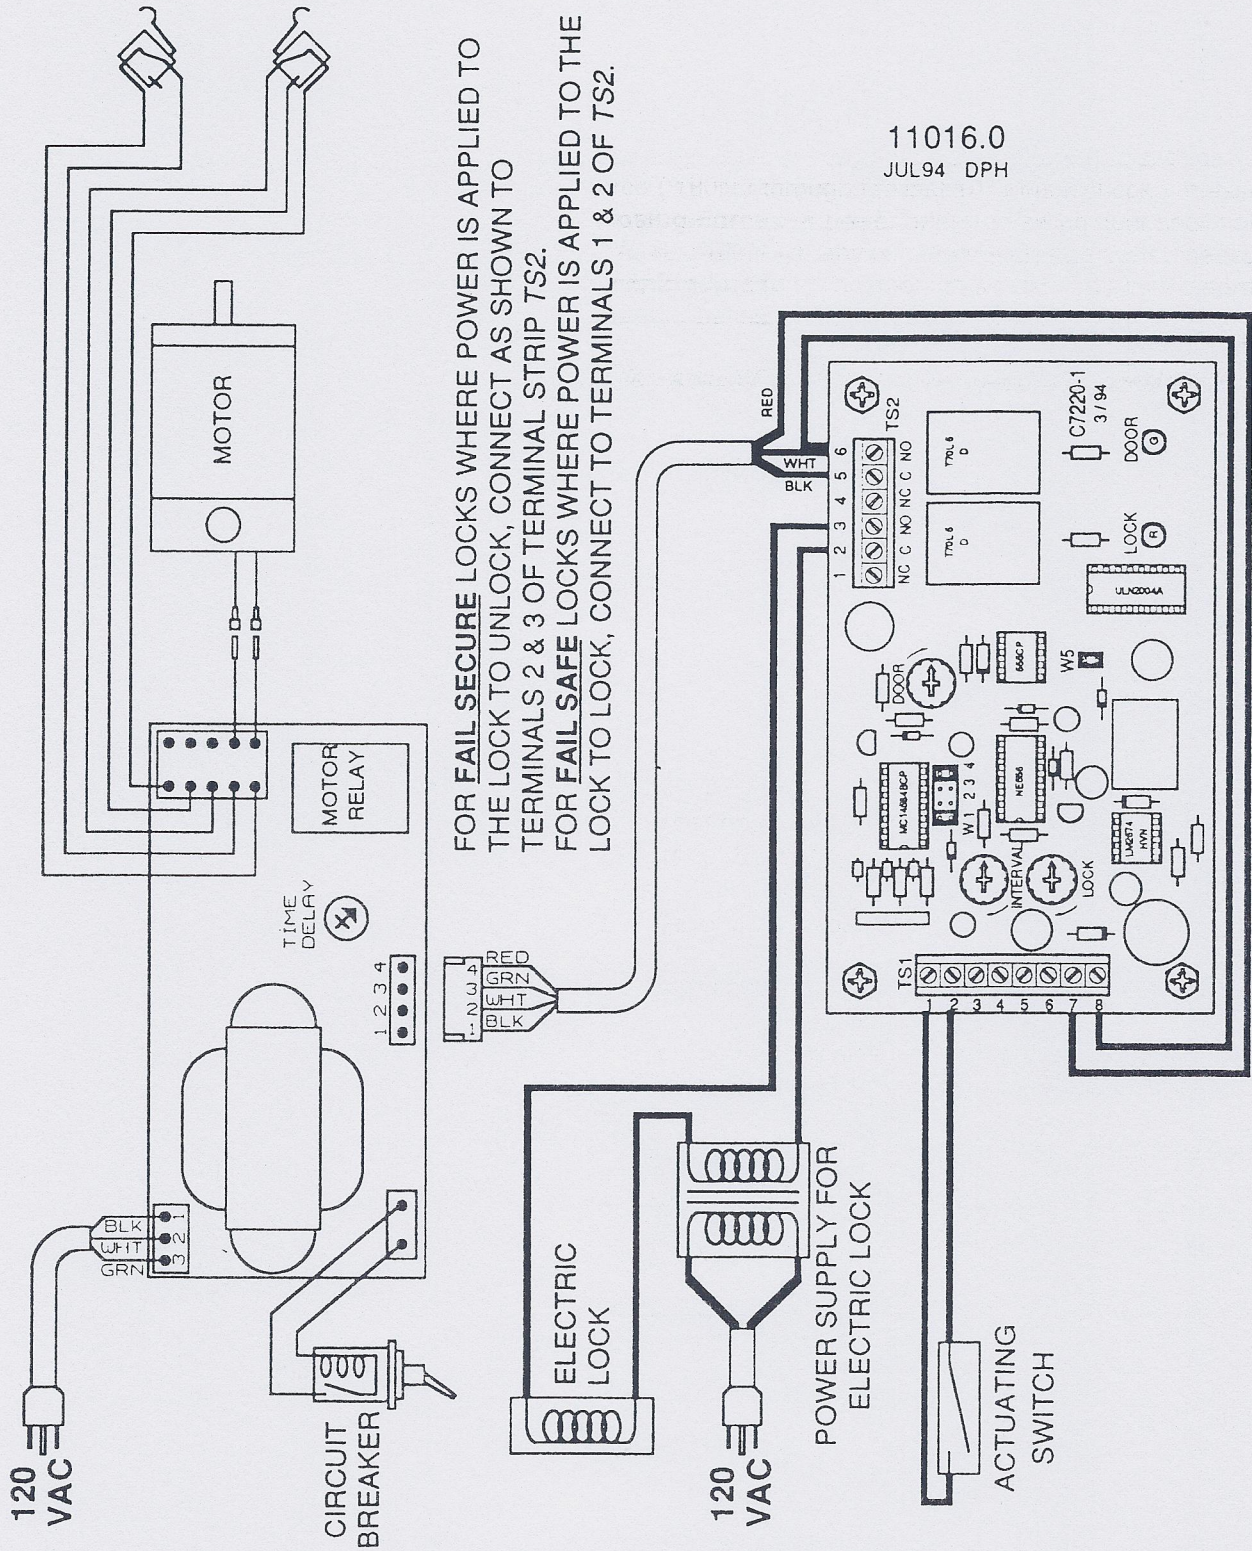 120
VAC
BLK
WHT
GRN
1
2
3
CIRCUIT
BREAKER
TIME
DELAY
1 2 3 4
MOTOR
RELAY
MOTOR
FOR FAIL SECURE LOCKS WHERE POWER IS APPLIED TO
THE LOCK TO UNLOCK, CONNECT AS SHOWN TO
TERMINALS 2 & 3 OF TERMINAL STRIP TS2.
FOR FAIL SAFE LOCKS WHERE POWER IS APPLIED TO THE
LOCK TO LOCK, CONNECT TO TERMINALS 1 & 2 OF TS2.
11016.0
JUL94 DPH
4 RED
3 GRN
2 WHT
1 BLK
ELECTRIC
LOCK
120
VAC
POWER SUPPLY FOR
ELECTRIC LOCK
ACTUATING
SWITCH
RED
WHT
BLK
1 2 3 4 5 6
TS2
NC C NO NC C NO
T70L6
D
T70L6
D
C7220-1
3/94
LOCK
R
DOOR
G
ULN2004A
DOOR
W5
MC14584BCP
W1 2 3 4
NE556
INTERVAL
LOCK
TS1
1 2 3 4 5 6 7 8